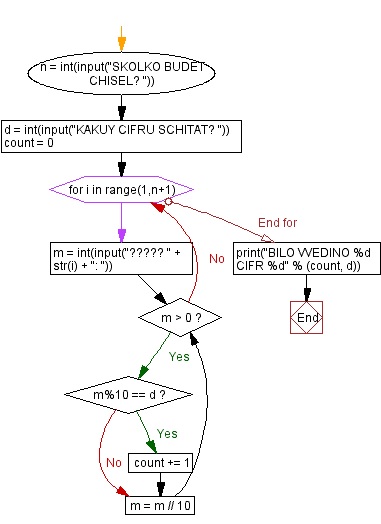 n = int(input("SKOLKO BUDET
CHISEL? "))
d = int(input("KAKUY CIFRU SCHITAT? "))
count = 0
for i in range(1,n+1)
End for
m = int(input("????? " +
str(i) + ": "))
No
print("BILO VVEDINO %d
CIFR %d" % (count, d))
m > 0 ?
End
Yes
m%10 == d ?
Yes
No
count += 1
m = m // 10